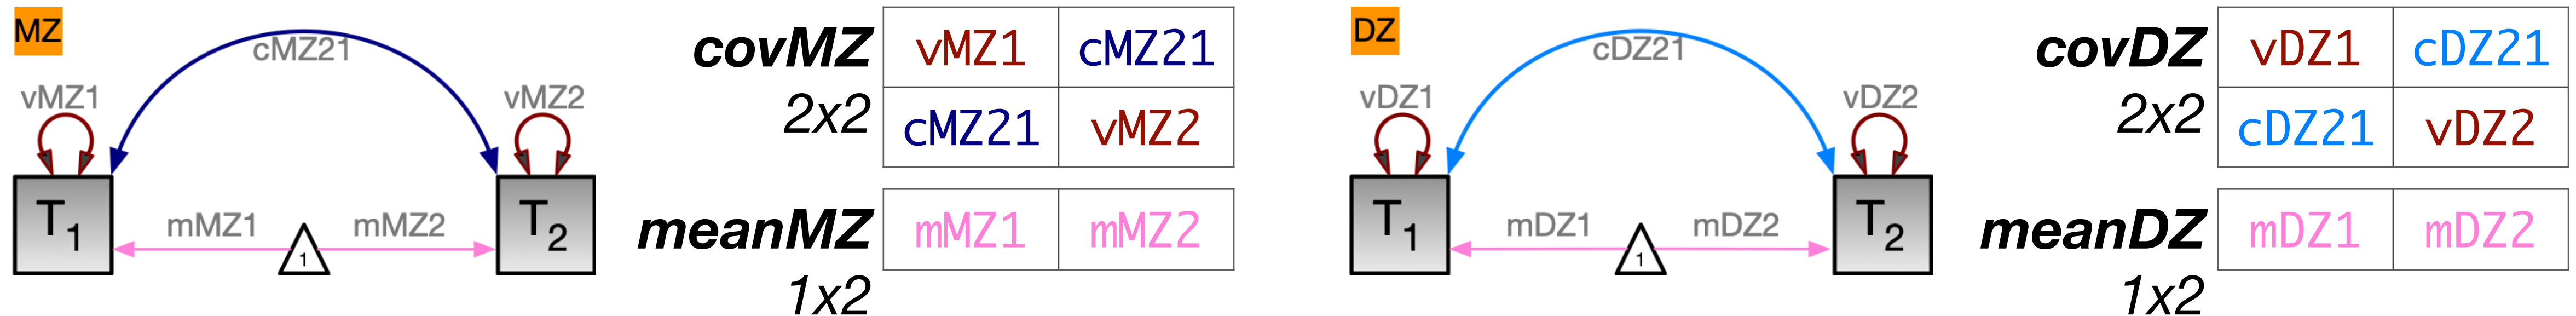 MZ
cMZ21
vMZ1 vMZ2
T1 T2
mMZ1 mMZ2
1
covMZ
2x2
vMZ1 cMZ21
cMZ21 vMZ2
meanMZ
1x2
mMZ1 mMZ2
DZ
cDZ21
vDZ1 vDZ2
T1 T2
mDZ1 mDZ2
1
covDZ
2x2
vDZ1 cDZ21
cDZ21 vDZ2
meanDZ
1x2
mDZ1 mDZ2